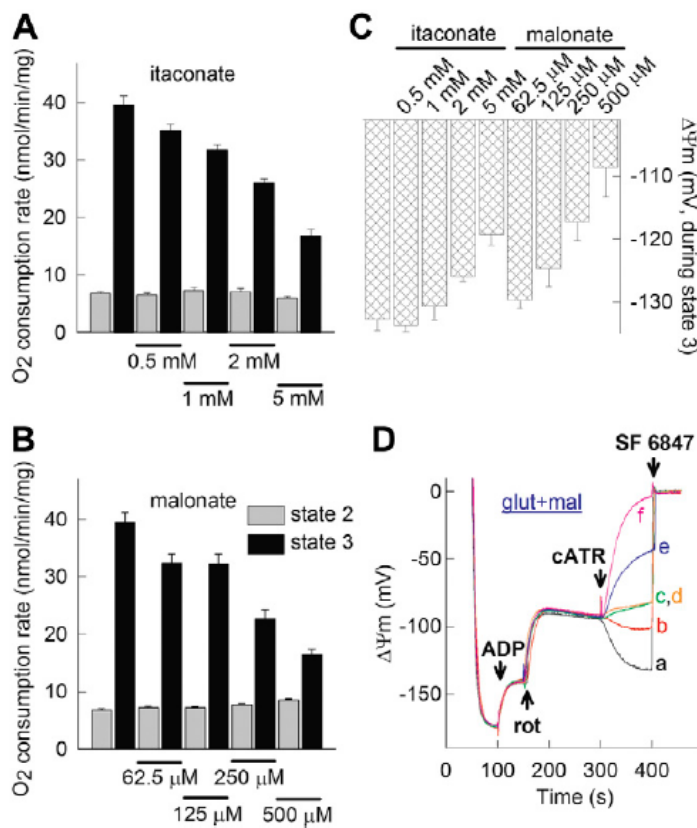 A
itaconate
O2 consumption rate (nmol/min/mg)
40
30
20
10
0
0.5 mM
2 mM
1 mM
5 mM
B
malonate
state 2
state 3
O2 consumption rate (nmol/min/mg)
40
30
20
10
0
62.5 μM
250 μM
125 μM
500 μM
C
itaconate
malonate
0.5 mM
1 mM
2 mM
5 mM
62.5 μM
125 μM
250 μM
500 μM
-110
-120
-130
ΔΨm (mV, during state 3)
D
SF 6847
glut+mal
cATR
ADP
rot
f
e
c,d
b
a
ΔΨm (mV)
0
-50
-100
-150
100
200
300
400
Time (s)